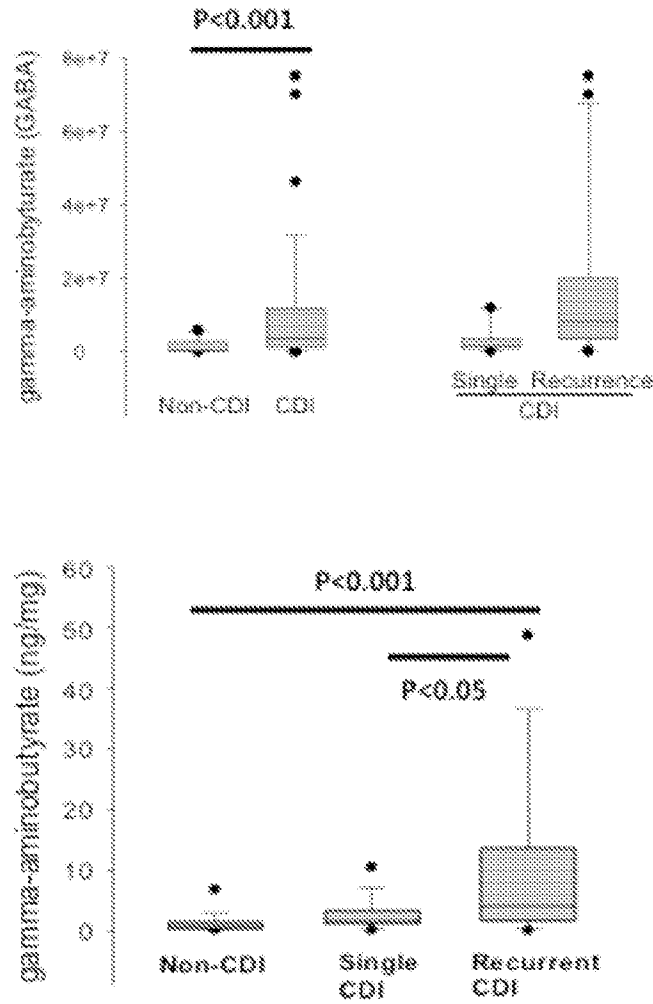 P<0.001
gamma-aminobyturate (GABA)
8e+7
6e+7
4e+7
2e+7
0
Non-CDI CDI
Single Recurrence
CDI
gamma-aminobutyrate (ng/mg)
60
50
40
30
20
10
0
P<0.001
P<0.05
Non-CDI
Single
CDI
Recurrent
CDI